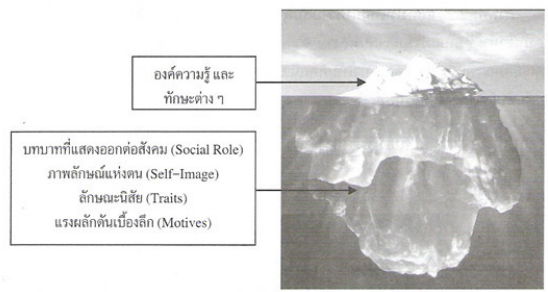 องค์ความรู้ และ
ทักษะต่าง ๆ
บทบาทที่แสดงออกต่อสังคม (Social Role)
ภาพลักษณ์แห่งตน (Self-Image)
ลักษณะนิสัย (Traits)
แรงผลักดันเบื้องลึก (Motives)